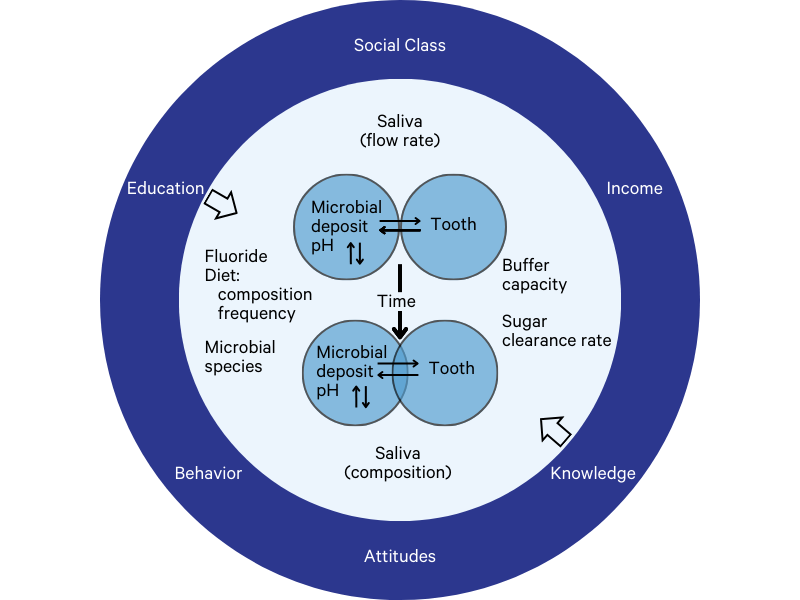 Social Class
Saliva
(flow rate)
Education
Income
Microbial
deposit
pH
Tooth
Fluoride
Diet:
composition
frequency
Microbial
species
Buffer
capacity
Time
Sugar
clearance rate
Microbial
deposit
pH
Tooth
Saliva
(composition)
Behavior
Knowledge
Attitudes